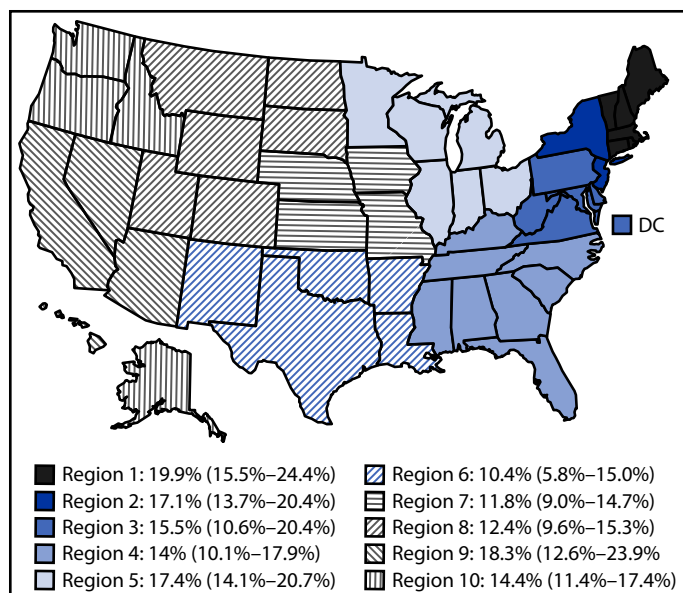 DC
Region 1: 19.9% (15.5%–24.4%)
Region 2: 17.1% (13.7%–20.4%)
Region 3: 15.5% (10.6%–20.4%)
Region 4: 14% (10.1%–17.9%)
Region 5: 17.4% (14.1%–20.7%)
Region 6: 10.4% (5.8%–15.0%)
Region 7: 11.8% (9.0%–14.7%)
Region 8: 12.4% (9.6%–15.3%)
Region 9: 18.3% (12.6%–23.9%
Region 10: 14.4% (11.4%–17.4%)